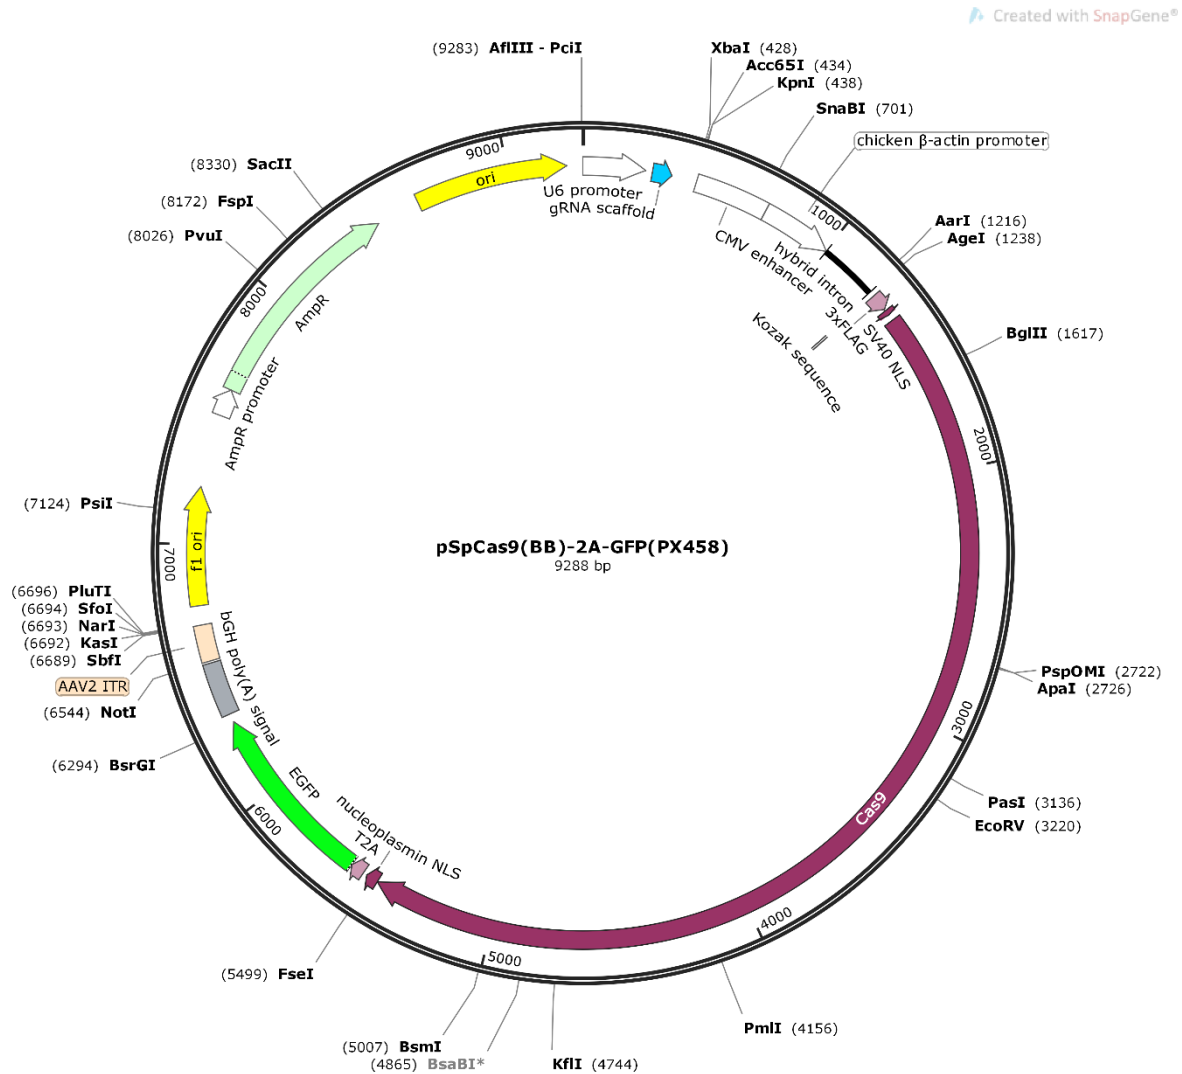 Created with SnapGene®
(9283) AflIII - PciI
XbaI (428)
Acc65I (434)
KpnI (438)
SnaBI (701)
chicken β-actin promoter
AarI (1216)
AgeI (1238)
BglII (1617)
PspOMI (2722)
ApaI (2726)
PasI (3136)
EcoRV (3220)
PmlI (4156)
KflI (4744)
(4865) BsaBI*
(5007) BsmI
(5499) FseI
(6294) BsrGI
(6544) NotI
AAV2 ITR
(6689) SbfI
(6692) KasI
(6693) NarI
(6694) SfoI
(6696) PluTI
(7124) PsiI
(8026) PvuI
(8172) FspI
(8330) SacII
1000
2000
3000
4000
5000
6000
7000
8000
9000
U6 promoter
gRNA scaffold
CMV enhancer
hybrid intron
3xFLAG
SV40 NLS
Kozak sequence
Cas9
nucleoplasmin NLS
T2A
EGFP
bGH poly(A) signal
f1 ori
AmpR promoter
AmpR
ori
pSpCas9(BB)-2A-GFP(PX458)
9288 bp